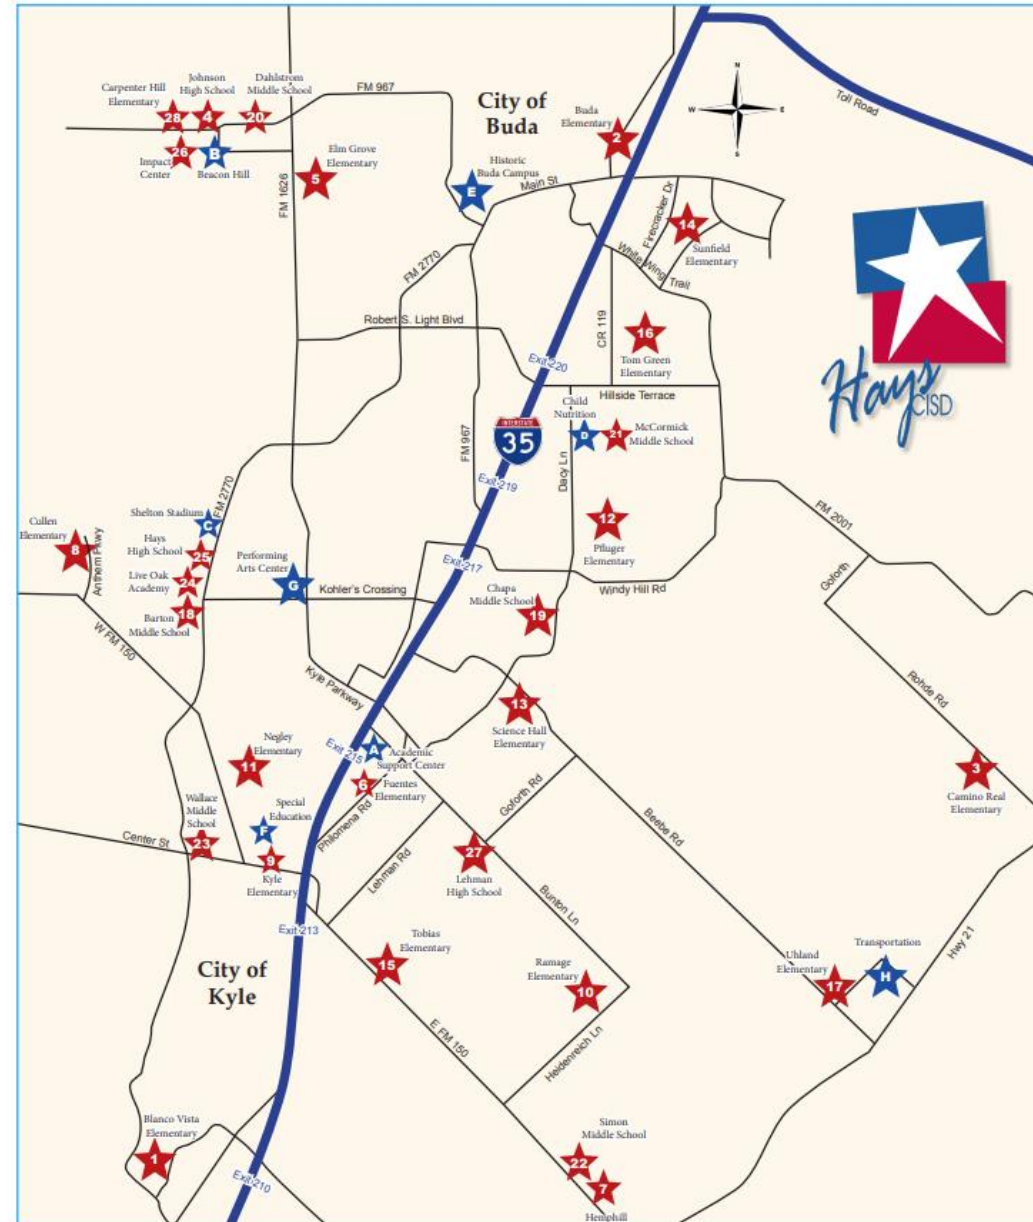 Carpenter Hill
Elementary
Johnson
High School
Dahlstrom
Middle School
FM 967
28
4
20
26
B
Impact
Center
Beacon Hill
FM 1626
5
Elm Grove
Elementary
City of
Buda
Buda
Elementary
2
N
W
E
S
Toll Road
Historic
Buda Campus
E
Main St
Firecracker Dr
14
Sunfield
Elementary
White Wing Trail
FM 2770
Robert S. Light Blvd
CR 119
16
Tom Green
Elementary
Hays
CISD
Exit 220
Hillside Terrace
Child
Nutrition
D
21
McCormick
Middle School
INTERSTATE
35
FM 967
Exit 219
Dacy Ln
12
Pfluger
Elementary
FM 2001
Cullen
Elementary
8
Anthem Pkwy
Shelton Stadium
C
FM 2770
Hays
High School
25
Live Oak
Academy
24
Barton
Middle School
18
Performing
Arts Center
G
Kohler's Crossing
Exit 217
Windy Hill Rd
Chapa
Middle School
19
Goforth
W FM 150
Kyle Parkway
13
Science Hall
Elementary
Rohde Rd
3
Camino Real
Elementary
Negley
Elementary
11
Exit 215
A
Academic
Support Center
6
Fuentes
Elementary
Goforth Rd
Beebe Rd
Wallace
Middle
School
23
Center St
Special
Education
F
9
Kyle
Elementary
Philomena Rd
Lehman Rd
27
Lehman
High School
Bunton Ln
Exit 213
City of
Kyle
Tobias
Elementary
15
Ramage
Elementary
10
Uhland
Elementary
17
Transportation
H
Hwy 21
E FM 150
Heidenreich Ln
Blanco Vista
Elementary
1
Exit 210
Simon
Middle School
22
7
Hemphill